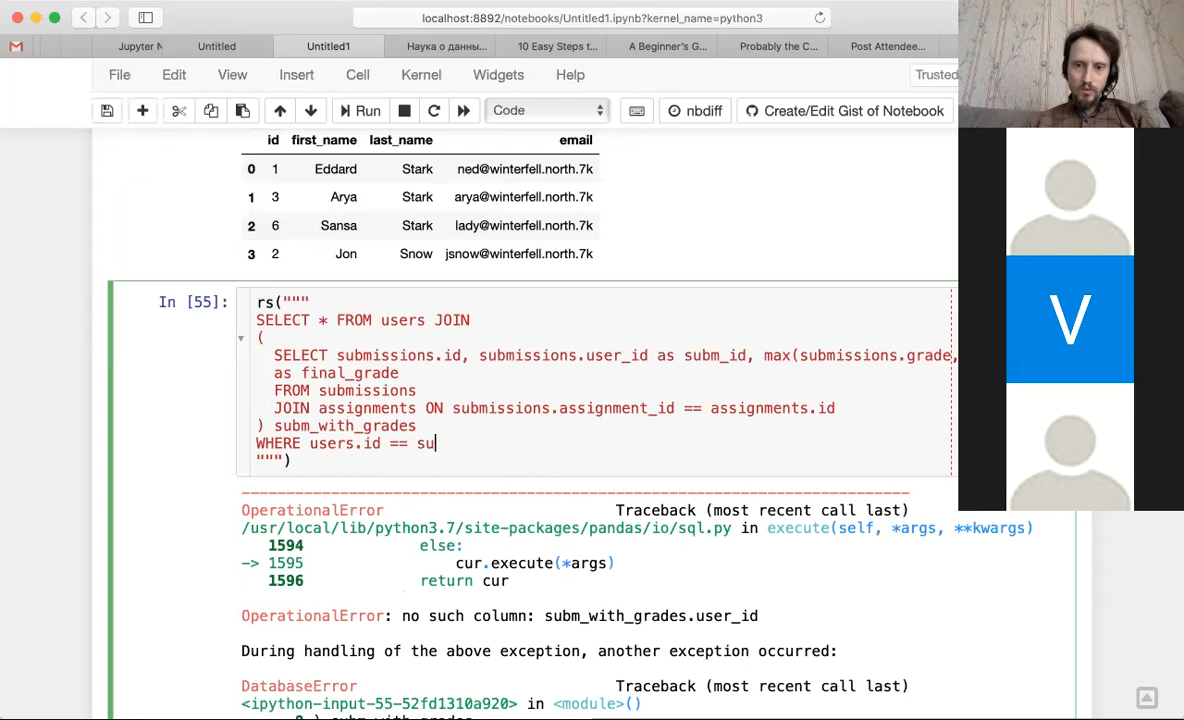 localhost:8892/notebooks/Untitled1.ipynb?kernel_name=python3
Jupyter N
Untitled
Untitled1
Наука о данны...
10 Easy Steps t...
A Beginner's G...
Probably the C...
Post Attendee...
File Edit View Insert Cell Kernel Widgets Help Trusted
Run Code nbdiff Create/Edit Gist of Notebook
id first_name last_name email
0 1 Eddard Stark ned@winterfell.north.7k
1 3 Arya Stark arya@winterfell.north.7k
2 6 Sansa Stark lady@winterfell.north.7k
3 2 Jon Snow jsnow@winterfell.north.7k
In [55]: rs("""
SELECT * FROM users JOIN
(
SELECT submissions.id, submissions.user_id as subm_id, max(submissions.grade,
as final_grade
FROM submissions
JOIN assignments ON submissions.assignment_id == assignments.id
) subm_with_grades
WHERE users.id == su
""")
V
OperationalError Traceback (most recent call last)
/usr/local/lib/python3.7/site-packages/pandas/io/sql.py in execute(self, *args, **kwargs)
1594 else:
-> 1595 cur.execute(*args)
1596 return cur
OperationalError: no such column: subm_with_grades.user_id
During handling of the above exception, another exception occurred:
DatabaseError Traceback (most recent call last)
<ipython-input-55-52fd1310a920> in <module>()
8 ) subm_with_grades